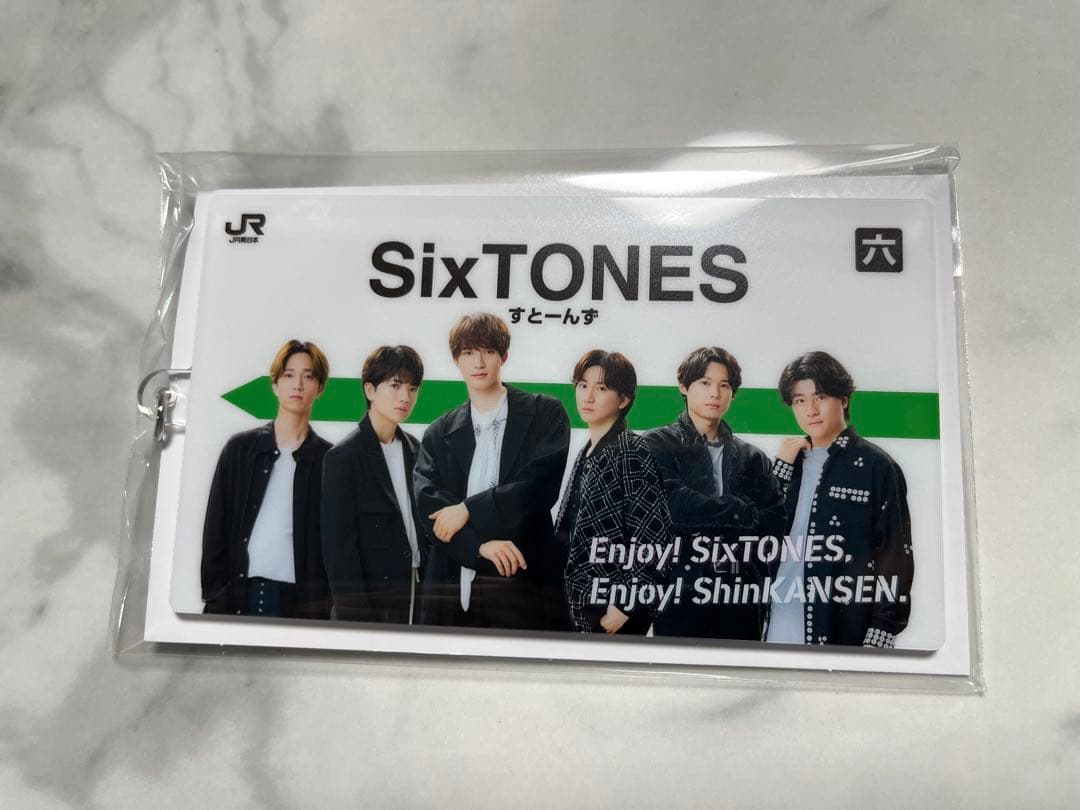 JR
JR東日本
六
SixTONES
すとーんず
Enjoy! SixTONES,
Enjoy! ShinKANSEN.